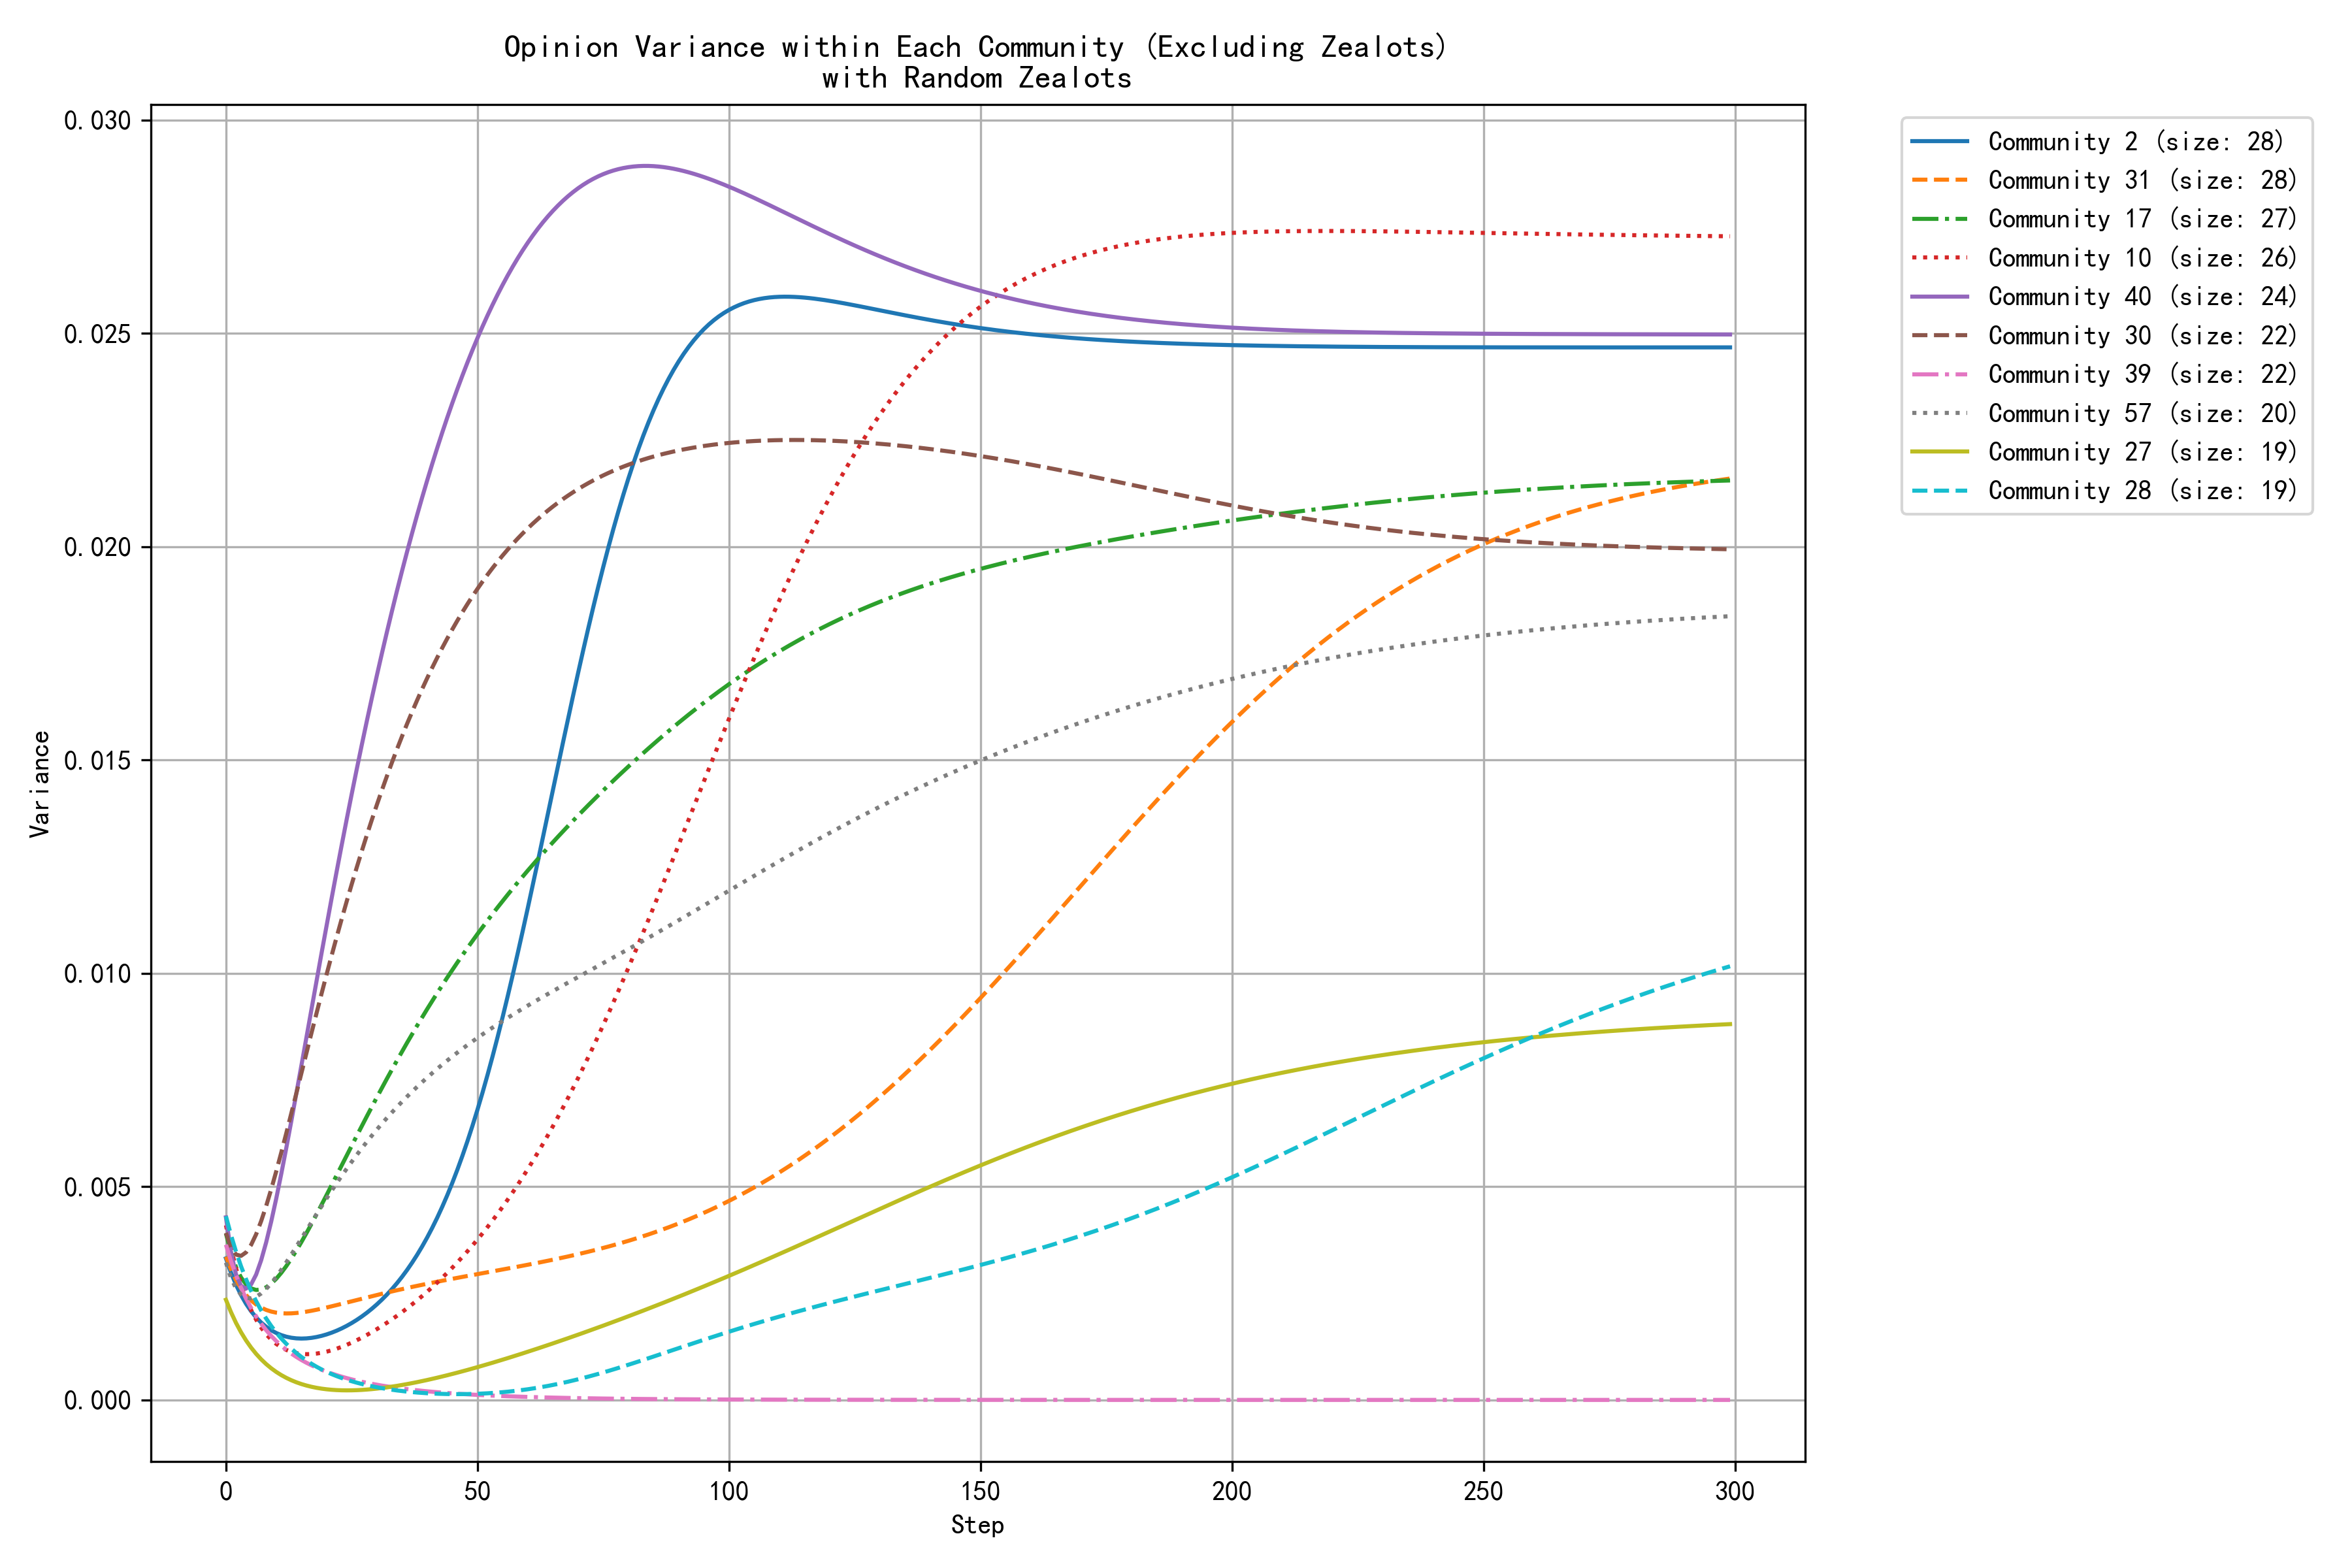 Opinion Variance within Each Community (Excluding Zealots)
with Random Zealots
Variance
0.030
0.025
0.020
0.015
0.010
0.005
0.000
0
50
100
150
200
250
300
Step
Community 2 (size: 28)
Community 31 (size: 28)
Community 17 (size: 27)
Community 10 (size: 26)
Community 40 (size: 24)
Community 30 (size: 22)
Community 39 (size: 22)
Community 57 (size: 20)
Community 27 (size: 19)
Community 28 (size: 19)